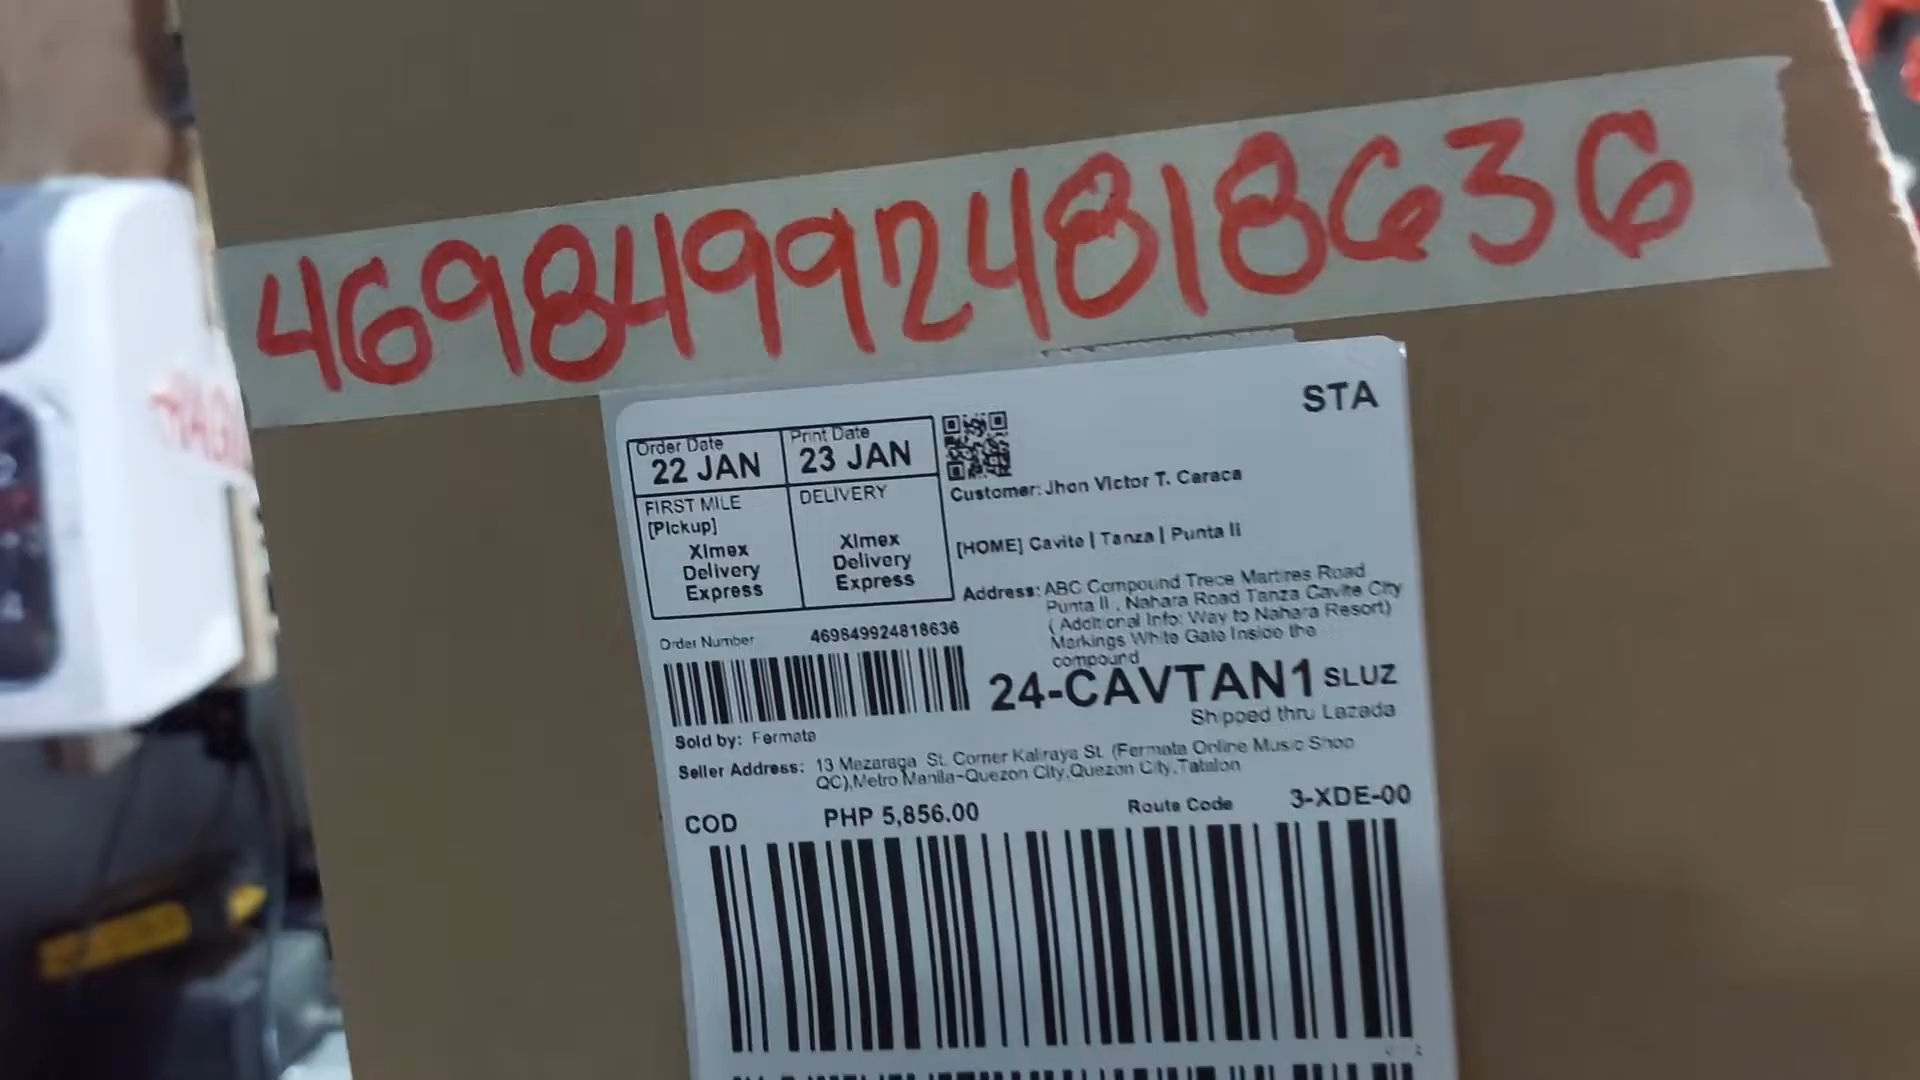 469849924818636
STA
Order Date
22 JAN
Print Date
23 JAN
FIRST MILE
[Pickup]
Ximex
Delivery
Express
DELIVERY
Ximex
Delivery
Express
Customer: Jhon Victor T. Caraca
[HOME] Cavite | Tanza | Punta Ii
Address: ABC Compound Trece Martires Road
Punta II , Nahara Road Tanza Cavite City
( Additional Info: Way to Nahara Resort)
Markings White Gate Inside the
compound
Order Number 469849924818636
24-CAVTAN1 SLUZ
Shipped thru Lazada
Sold by: Fermata
Seller Address: 13 Mazaraga St. Corner Kaliraya St. (Fermata Online Music Shop
QC),Metro Manila~Quezon City,Quezon City,Tatalon
COD PHP 5,856.00 Route Code 3-XDE-00